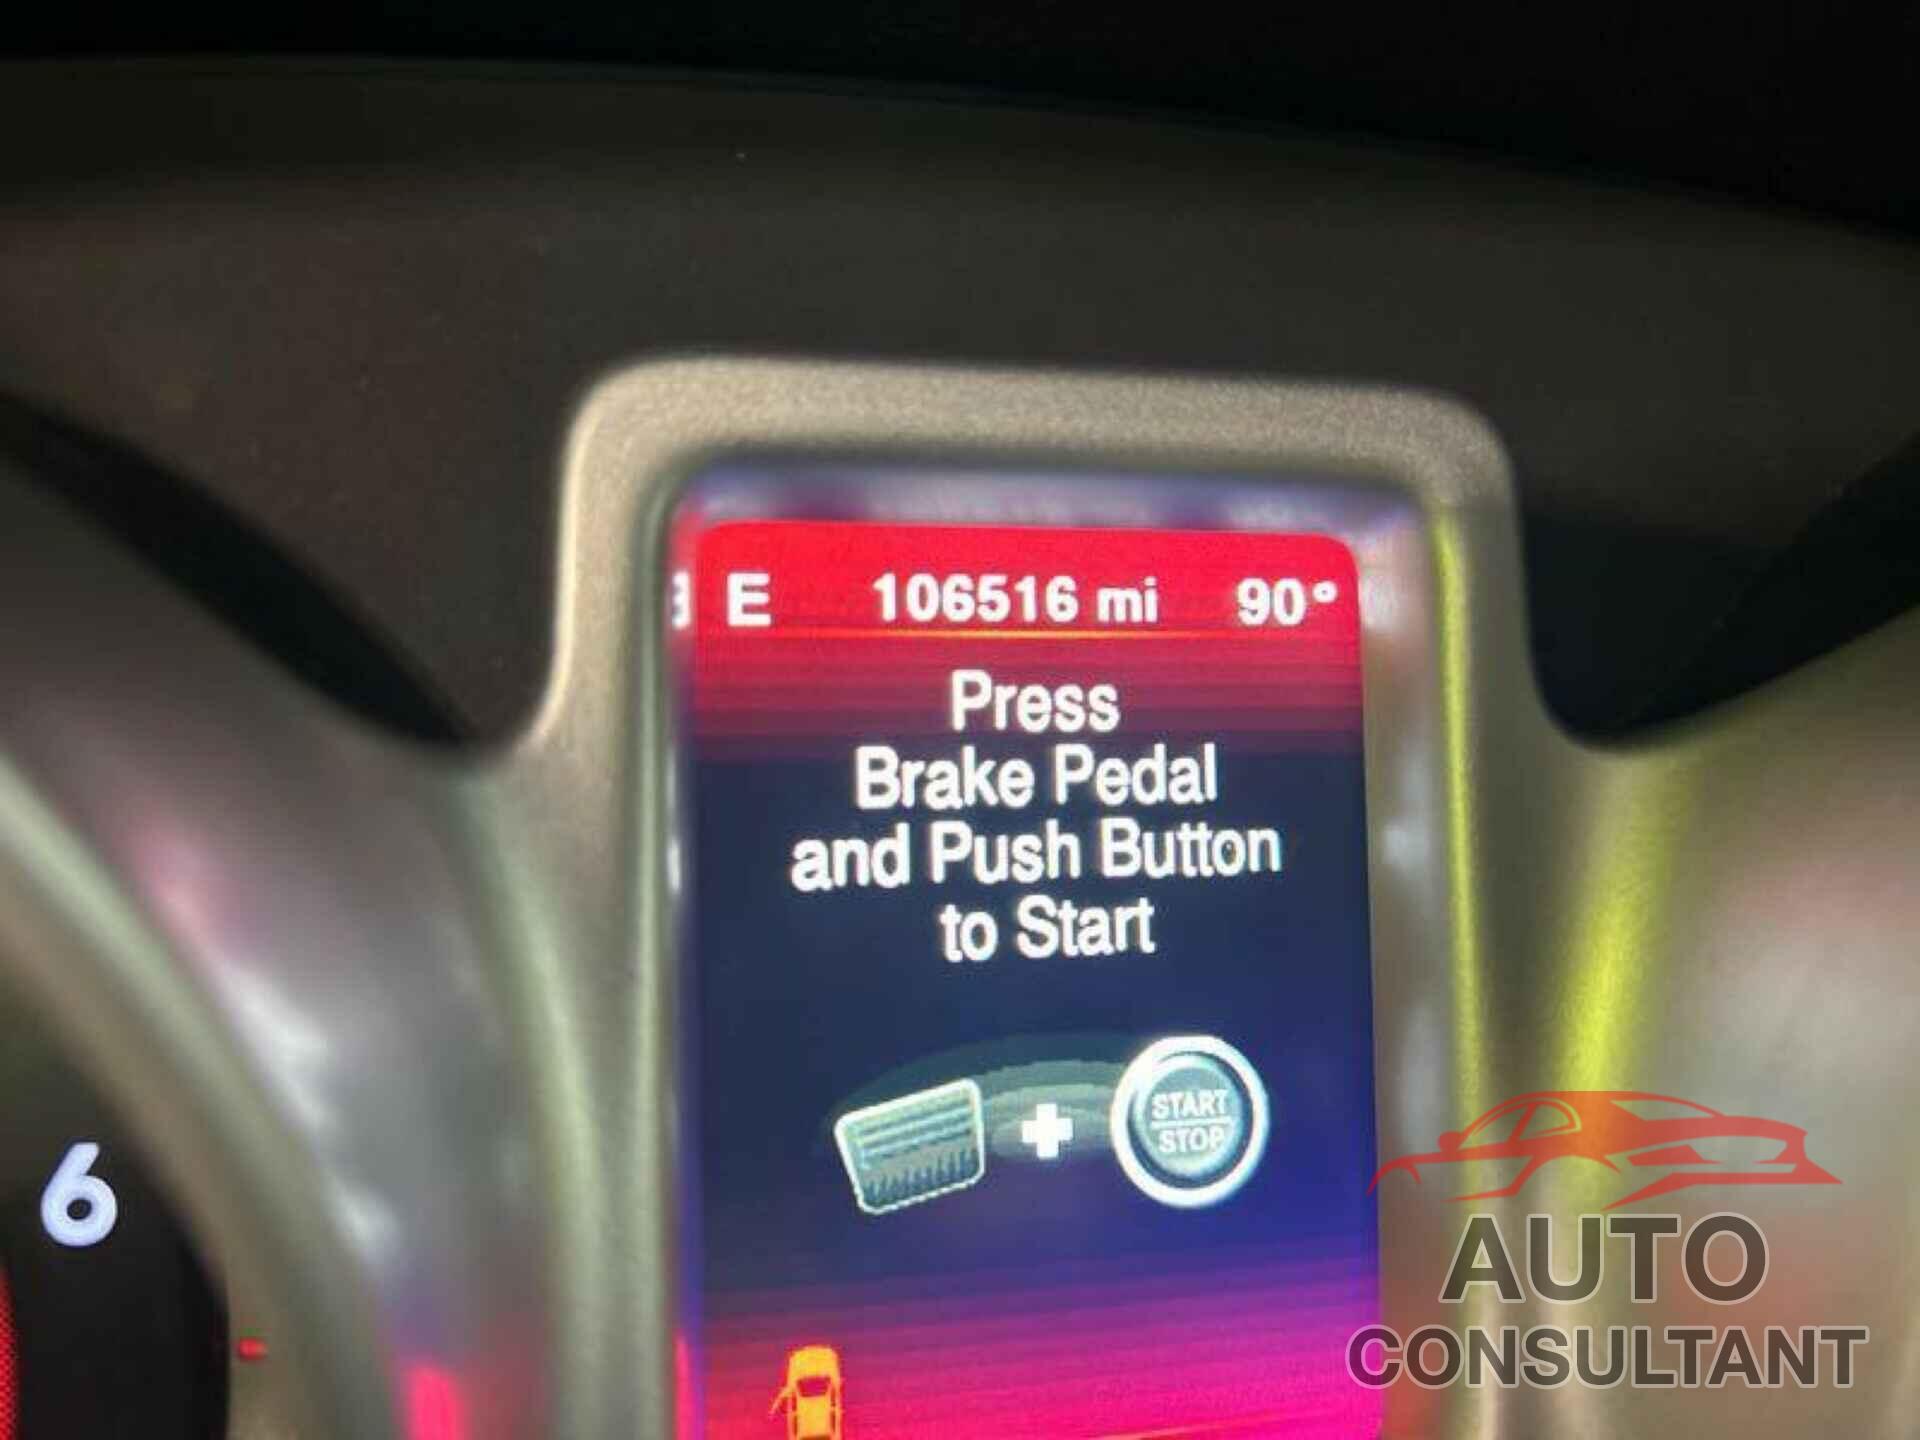 E 106516 mi 90°
Press
Brake Pedal
and Push Button
to Start
START
STOP
6
AUTO
CONSULTANT